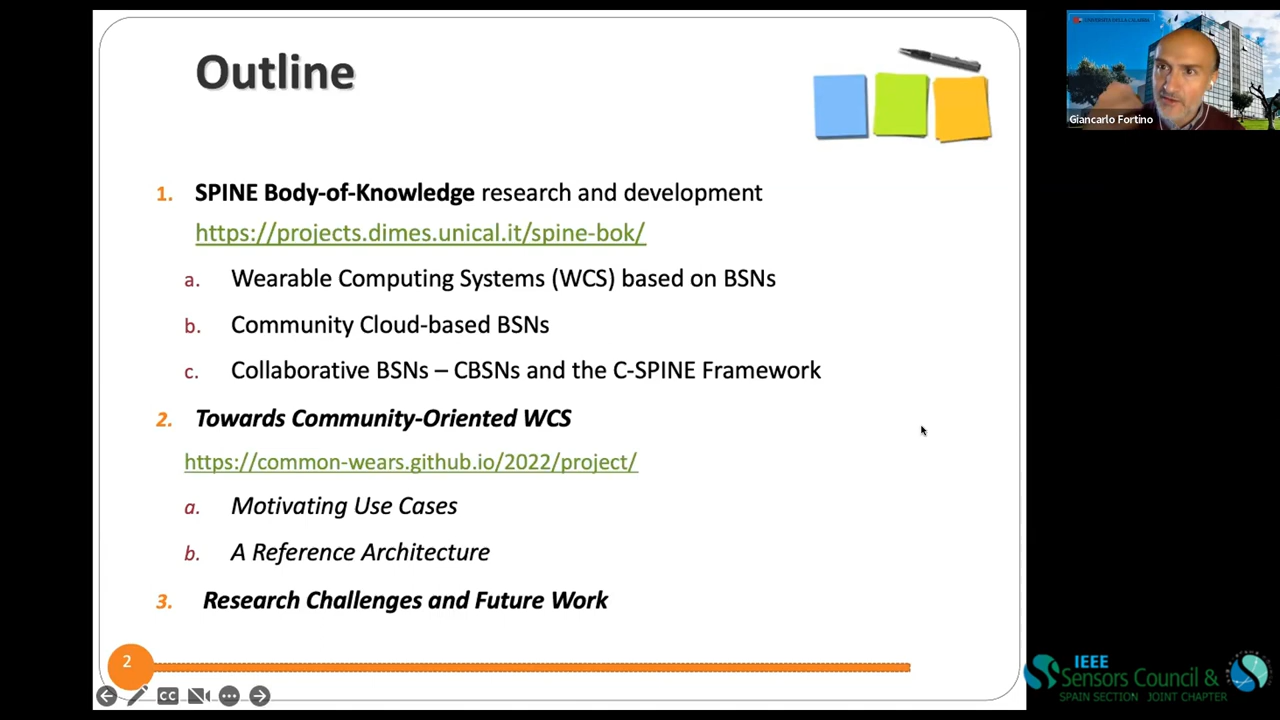 Outline
1. SPINE Body-of-Knowledge research and development
https://projects.dimes.unical.it/spine-bok/
a. Wearable Computing Systems (WCS) based on BSNs
b. Community Cloud-based BSNs
c. Collaborative BSNs – CBSNs and the C-SPINE Framework
2. Towards Community-Oriented WCS
https://common-wears.github.io/2022/project/
a. Motivating Use Cases
b. A Reference Architecture
3. Research Challenges and Future Work
2
CC
Giancarlo Fortino
IEEE
Sensors Council &
SPAIN SECTION JOINT CHAPTER